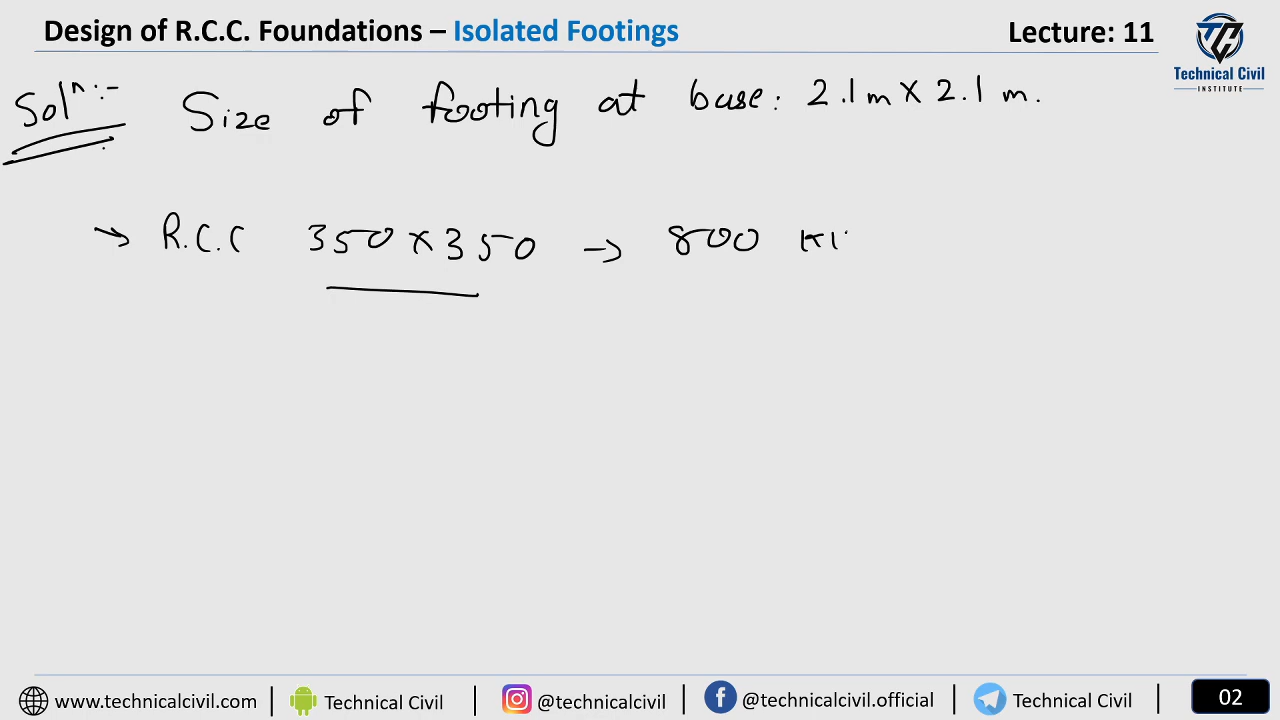 Design of R.C.C. Foundations – Isolated Footings
Lecture: 11
Technical Civil
INSTITUTE
Solⁿ:- Size of footing at base: 2.1m X 2.1 m.
→ R.C.C 350 x 350 → 800
www.technicalcivil.com | Technical Civil | @technicalcivil | @technicalcivil.official | Technical Civil | 02